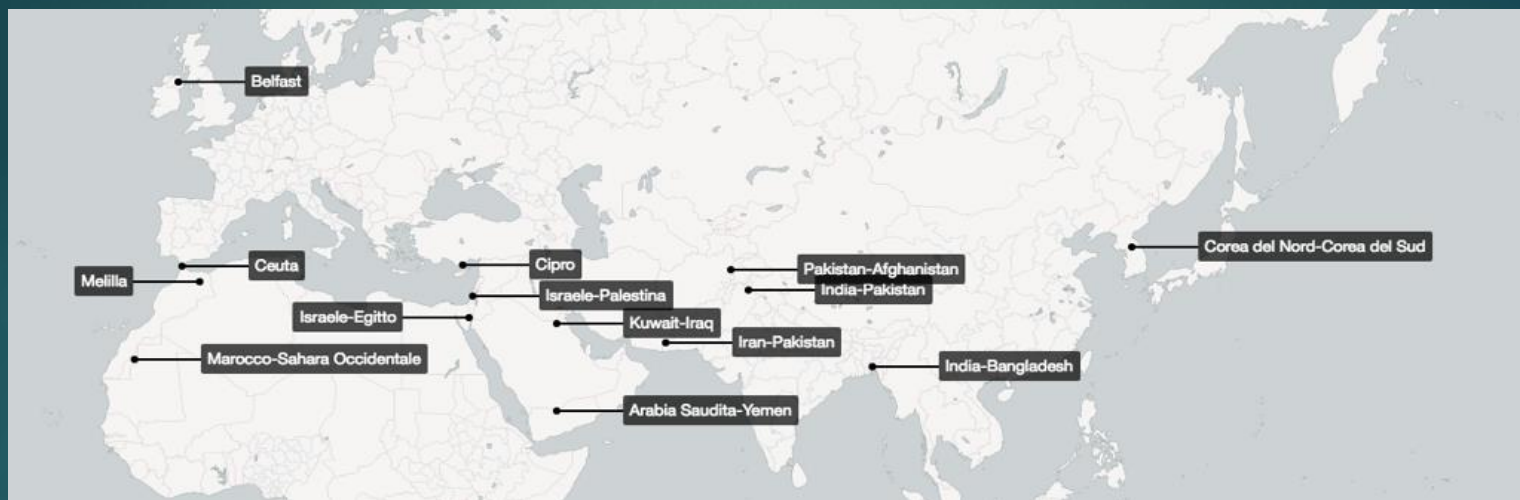 Belfast
Corea del Nord-Corea del Sud
Ceuta
Cipro
Pakistan-Afghanistan
Melilla
India-Pakistan
Israele-Palestina
Israele-Egitto
Kuwait-Iraq
Iran-Pakistan
Marocco-Sahara Occidentale
India-Bangladesh
Arabia Saudita-Yemen